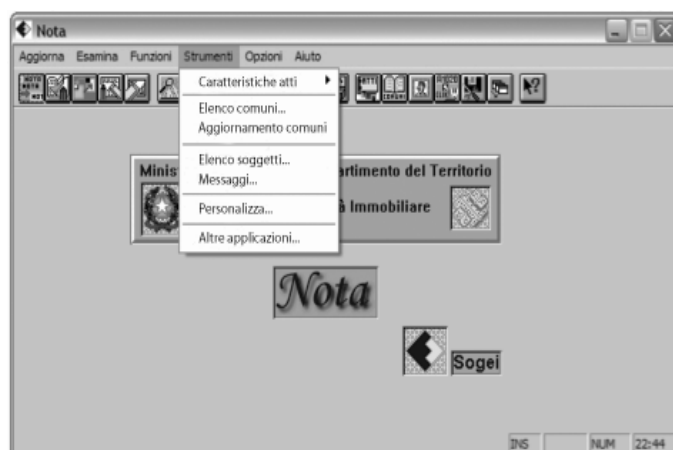 Nota
Aggiorna Esamina Funzioni Strumenti Opzioni Aiuto
Caratteristiche atti
Elenco comuni...
Aggiornamento comuni
Elenco soggetti...
Messaggi...
Personalizza...
Altre applicazioni...
Minis artimento del Territorio
à Immobiliare
Nota
Sogei
INS NUM 22:44